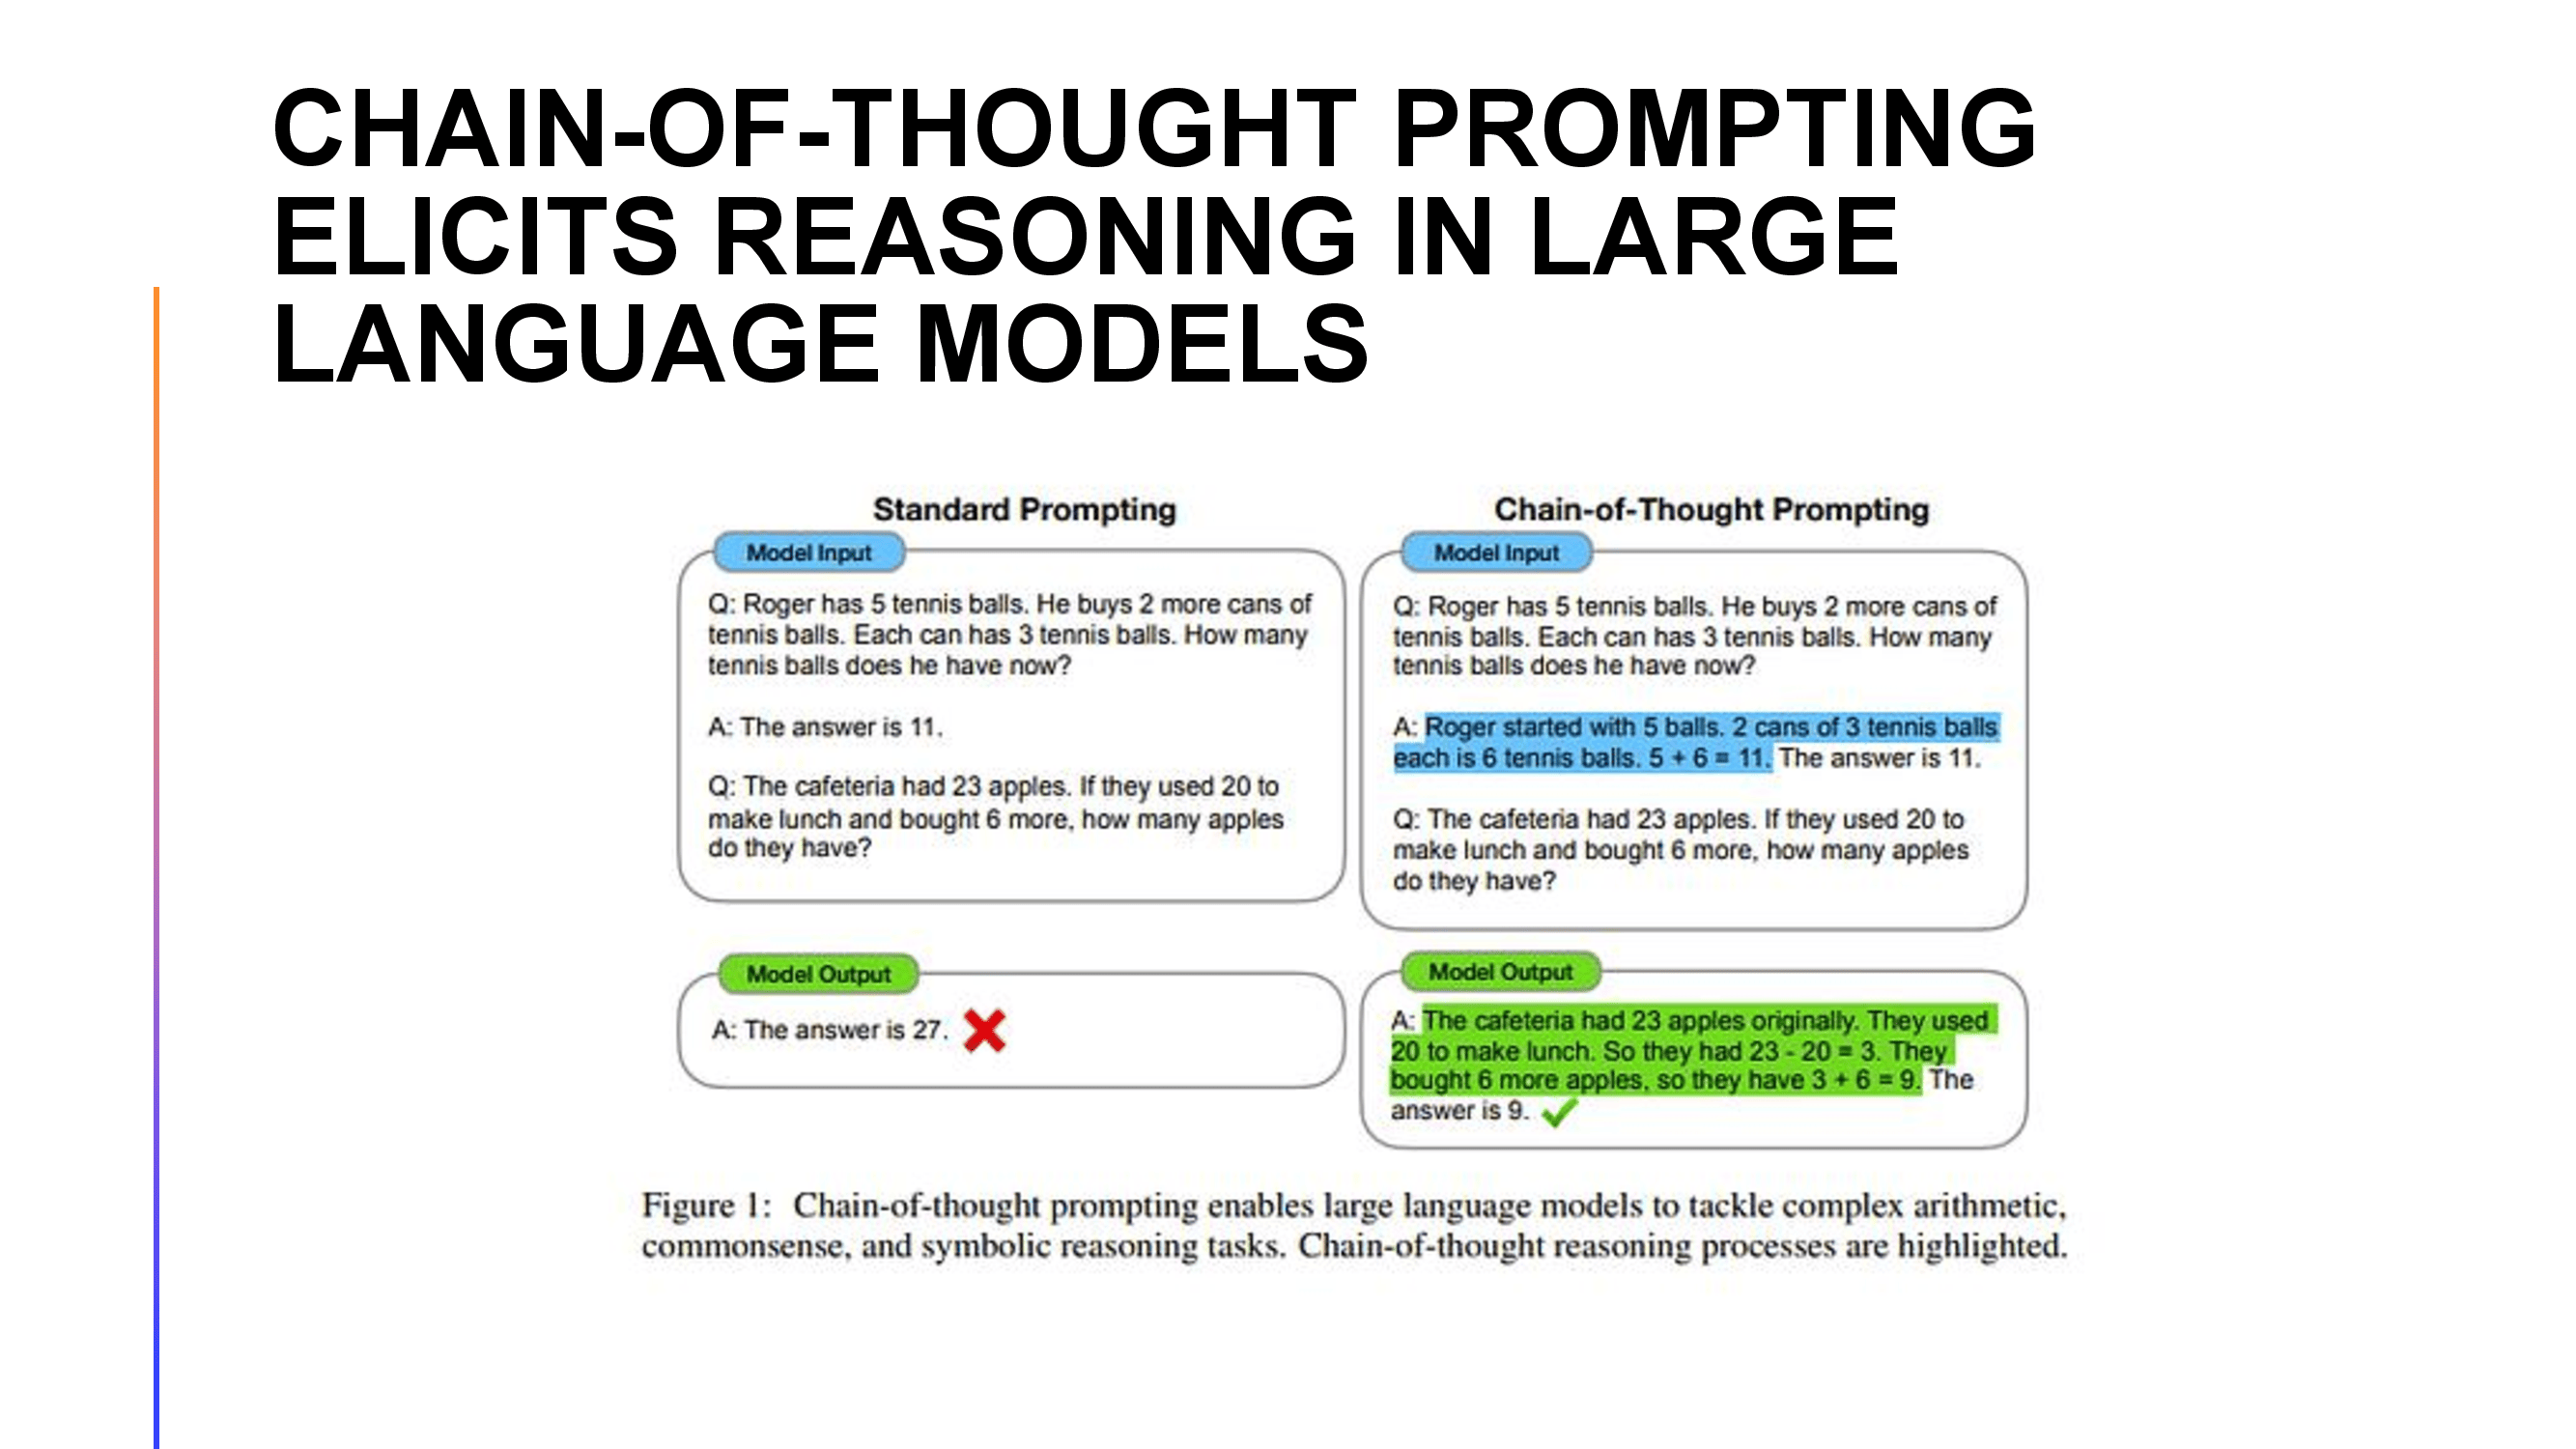 CHAIN-OF-THOUGHT PROMPTING
ELICITS REASONING IN LARGE
LANGUAGE MODELS
Standard Prompting
Model Input
Q: Roger has 5 tennis balls. He buys 2 more cans of
tennis balls. Each can has 3 tennis balls. How many
tennis balls does he have now?
A: The answer is 11.
Q: The cafeteria had 23 apples. If they used 20 to
make lunch and bought 6 more, how many apples
do they have?
Model Output
A: The answer is 27.
Chain-of-Thought Prompting
Model Input
Q: Roger has 5 tennis balls. He buys 2 more cans of
tennis balls. Each can has 3 tennis balls. How many
tennis balls does he have now?
A: Roger started with 5 balls. 2 cans of 3 tennis balls
each is 6 tennis balls. 5 + 6 = 11. The answer is 11.
Q: The cafeteria had 23 apples. If they used 20 to
make lunch and bought 6 more, how many apples
do they have?
Model Output
A: The cafeteria had 23 apples originally. They used
20 to make lunch. So they had 23 - 20 = 3. They
bought 6 more apples, so they have 3 + 6 = 9. The
answer is 9.
Figure 1: Chain-of-thought prompting enables large language models to tackle complex arithmetic,
commonsense, and symbolic reasoning tasks. Chain-of-thought reasoning processes are highlighted.